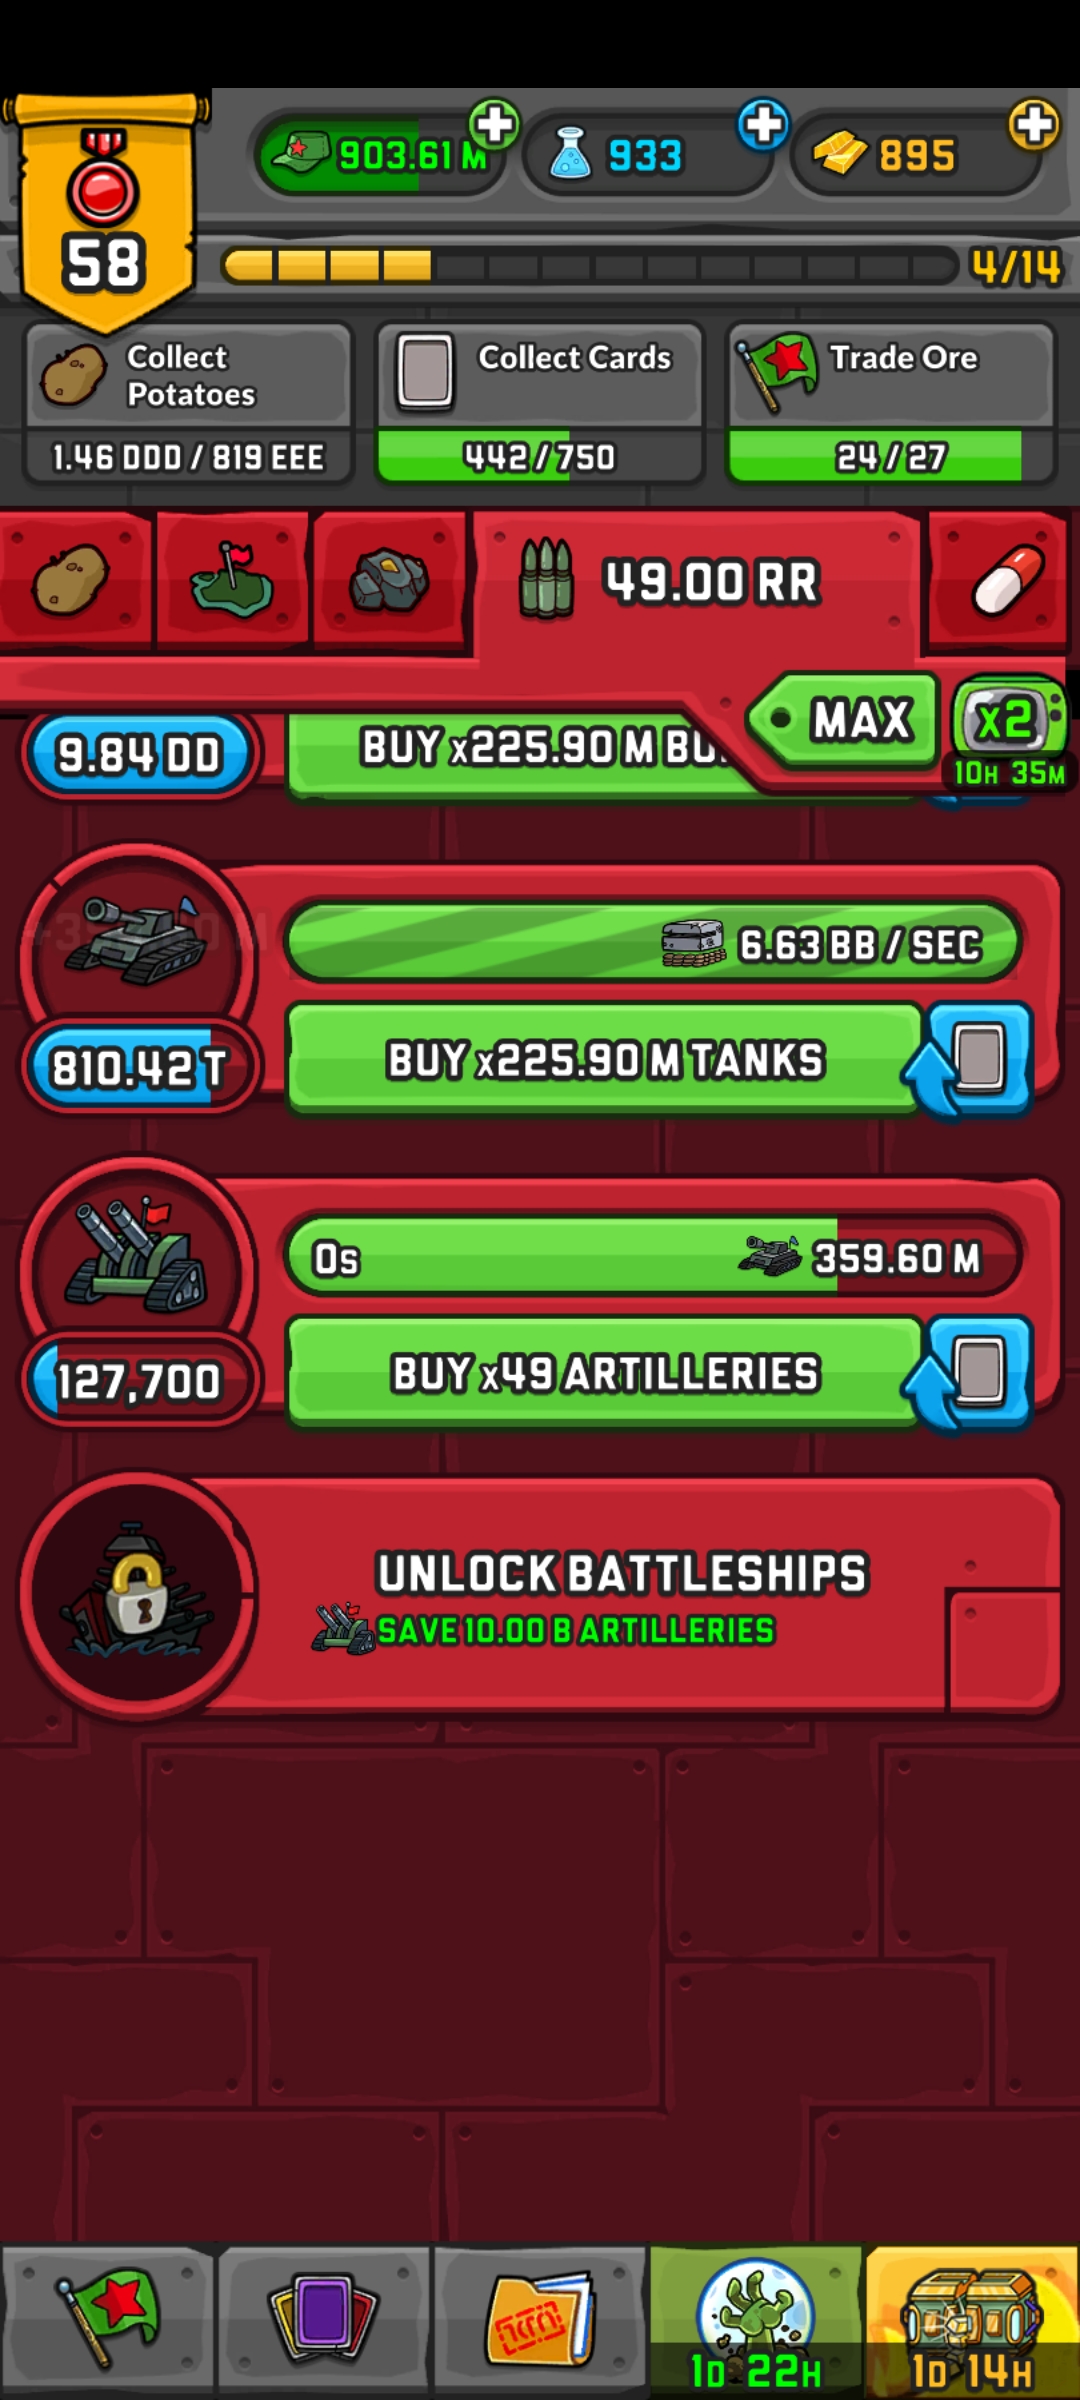 903.61 M
933
895
58
4/14
Collect Potatoes
1.46 DDD / 819 EEE
Collect Cards
442/750
Trade Ore
24/27
49.00 RR
MAX
x2
10H 35M
9.84 DD
BUY x225.90 M BU
6.63 BB / SEC
810.42 T
BUY x225.90 M TANKS
0s
359.60 M
127,700
BUY x49 ARTILLERIES
UNLOCK BATTLESHIPS
SAVE 10.00 B ARTILLERIES
1D 22H
1D 14H